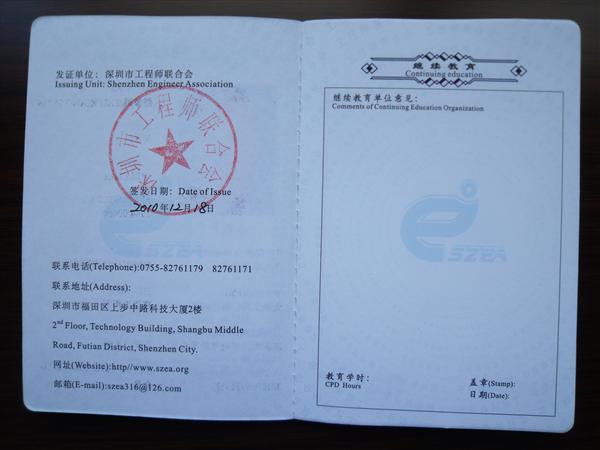 发证单位：深圳市工程师联合会
Issuing Unit: Shenzhen Engineer Association
深圳市工程师联合会
签发日期： Date of Issue
2010年12月18日
联系电话(Telephone):0755-82761179 82761171
联系地址(Address):
深圳市福田区上步中路科技大厦2楼
2nd Floor, Technology Building, Shangbu Middle
Road, Futian District, Shenzhen City.
网址(Website):http//www.szea.org
邮箱(E-mail):szea316@126.com
SZEA
继续教育
Continuing education
继续教育单位意见：
Comments of Continuing Education Organization
SZEA
教育学时：
CPD Hours
盖章(Stamp):
日期(Date):